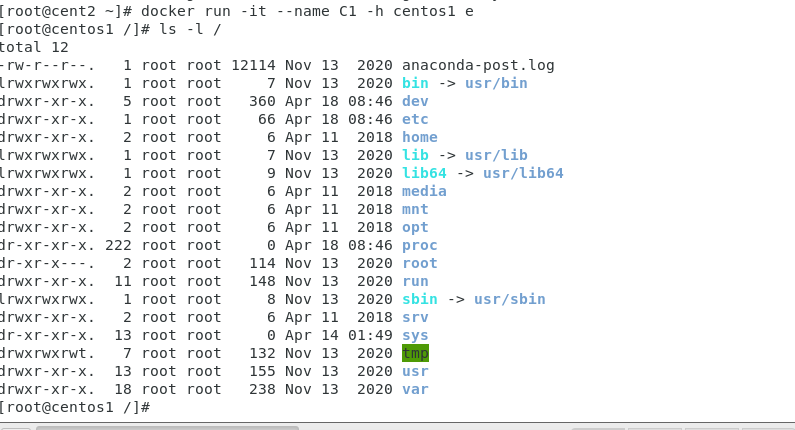 [root@cent2 ~]# docker run -it --name C1 -h centos1 e
[root@centos1 /]# ls -l /
total 12
-rw-r--r--.   1 root root 12114 Nov 13  2020 anaconda-post.log
lrwxrwxrwx.   1 root root     7 Nov 13  2020 bin -> usr/bin
drwxr-xr-x.   5 root root   360 Apr 18 08:46 dev
drwxr-xr-x.   1 root root    66 Apr 18 08:46 etc
drwxr-xr-x.   2 root root     6 Apr 11  2018 home
lrwxrwxrwx.   1 root root     7 Nov 13  2020 lib -> usr/lib
lrwxrwxrwx.   1 root root     9 Nov 13  2020 lib64 -> usr/lib64
drwxr-xr-x.   2 root root     6 Apr 11  2018 media
drwxr-xr-x.   2 root root     6 Apr 11  2018 mnt
drwxr-xr-x.   2 root root     6 Apr 11  2018 opt
dr-xr-xr-x. 222 root root     0 Apr 18 08:46 proc
dr-xr-x---.   2 root root   114 Nov 13  2020 root
drwxr-xr-x.  11 root root   148 Nov 13  2020 run
lrwxrwxrwx.   1 root root     8 Nov 13  2020 sbin -> usr/sbin
drwxr-xr-x.   2 root root     6 Apr 11  2018 srv
dr-xr-xr-x.  13 root root     0 Apr 14 01:49 sys
drwxrwxrwt.   7 root root   132 Nov 13  2020 tmp
drwxr-xr-x.  13 root root   155 Nov 13  2020 usr
drwxr-xr-x.  18 root root   238 Nov 13  2020 var
[root@centos1 /]#